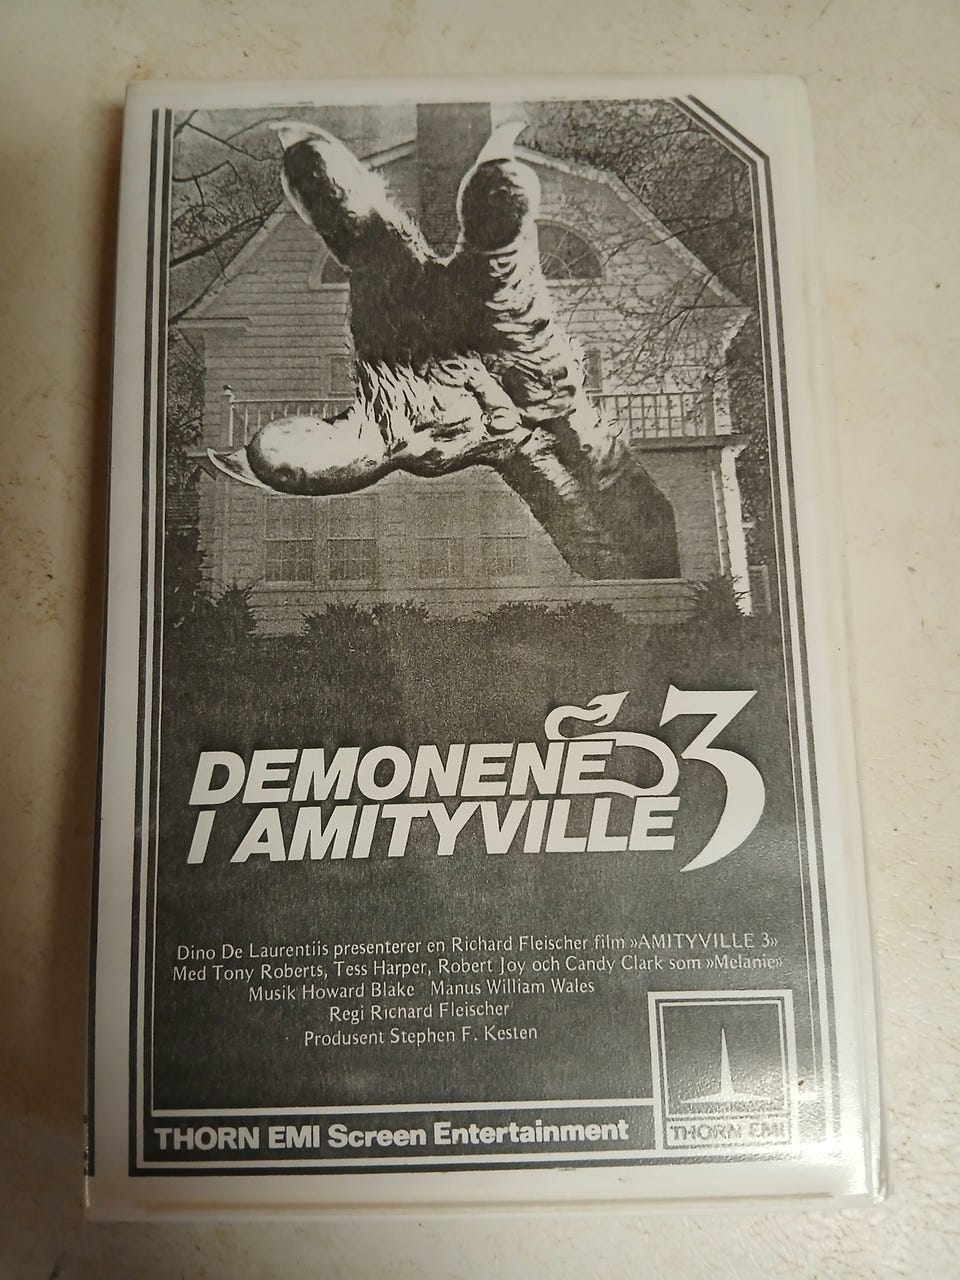 DEMONENE 3
I AMITYVILLE
Dino De Laurentiis presenterer en Richard Fleischer film »AMITYVILLE 3»
Med Tony Roberts, Tess Harper, Robert Joy och Candy Clark som »Melanie»
Musik Howard Blake Manus William Wales
Regi Richard Fleischer
Produsent Stephen F. Kesten
THORN EMI Screen Entertainment
THORN EMI